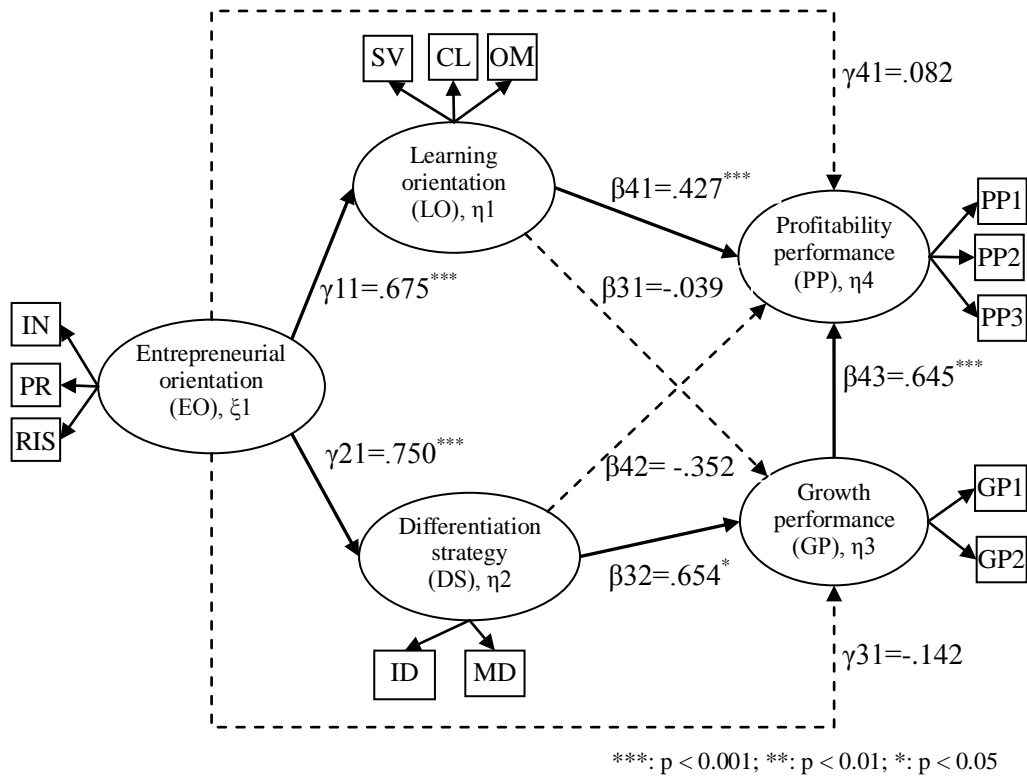 SV
CL
OM
γ41=.082
Learning
orientation
(LO), η1
β41=.427***
Profitability
performance
(PP), η4
PP1
PP2
PP3
γ11=.675***
β31=-.039
IN
PR
RIS
Entrepreneurial
orientation
(EO), ξ1
β43=.645***
γ21=.750***
β42= -.352
Differentiation
strategy
(DS), η2
Growth
performance
(GP), η3
GP1
GP2
β32=.654*
ID
MD
γ31=-.142
***: p < 0.001; **: p < 0.01; *: p < 0.05